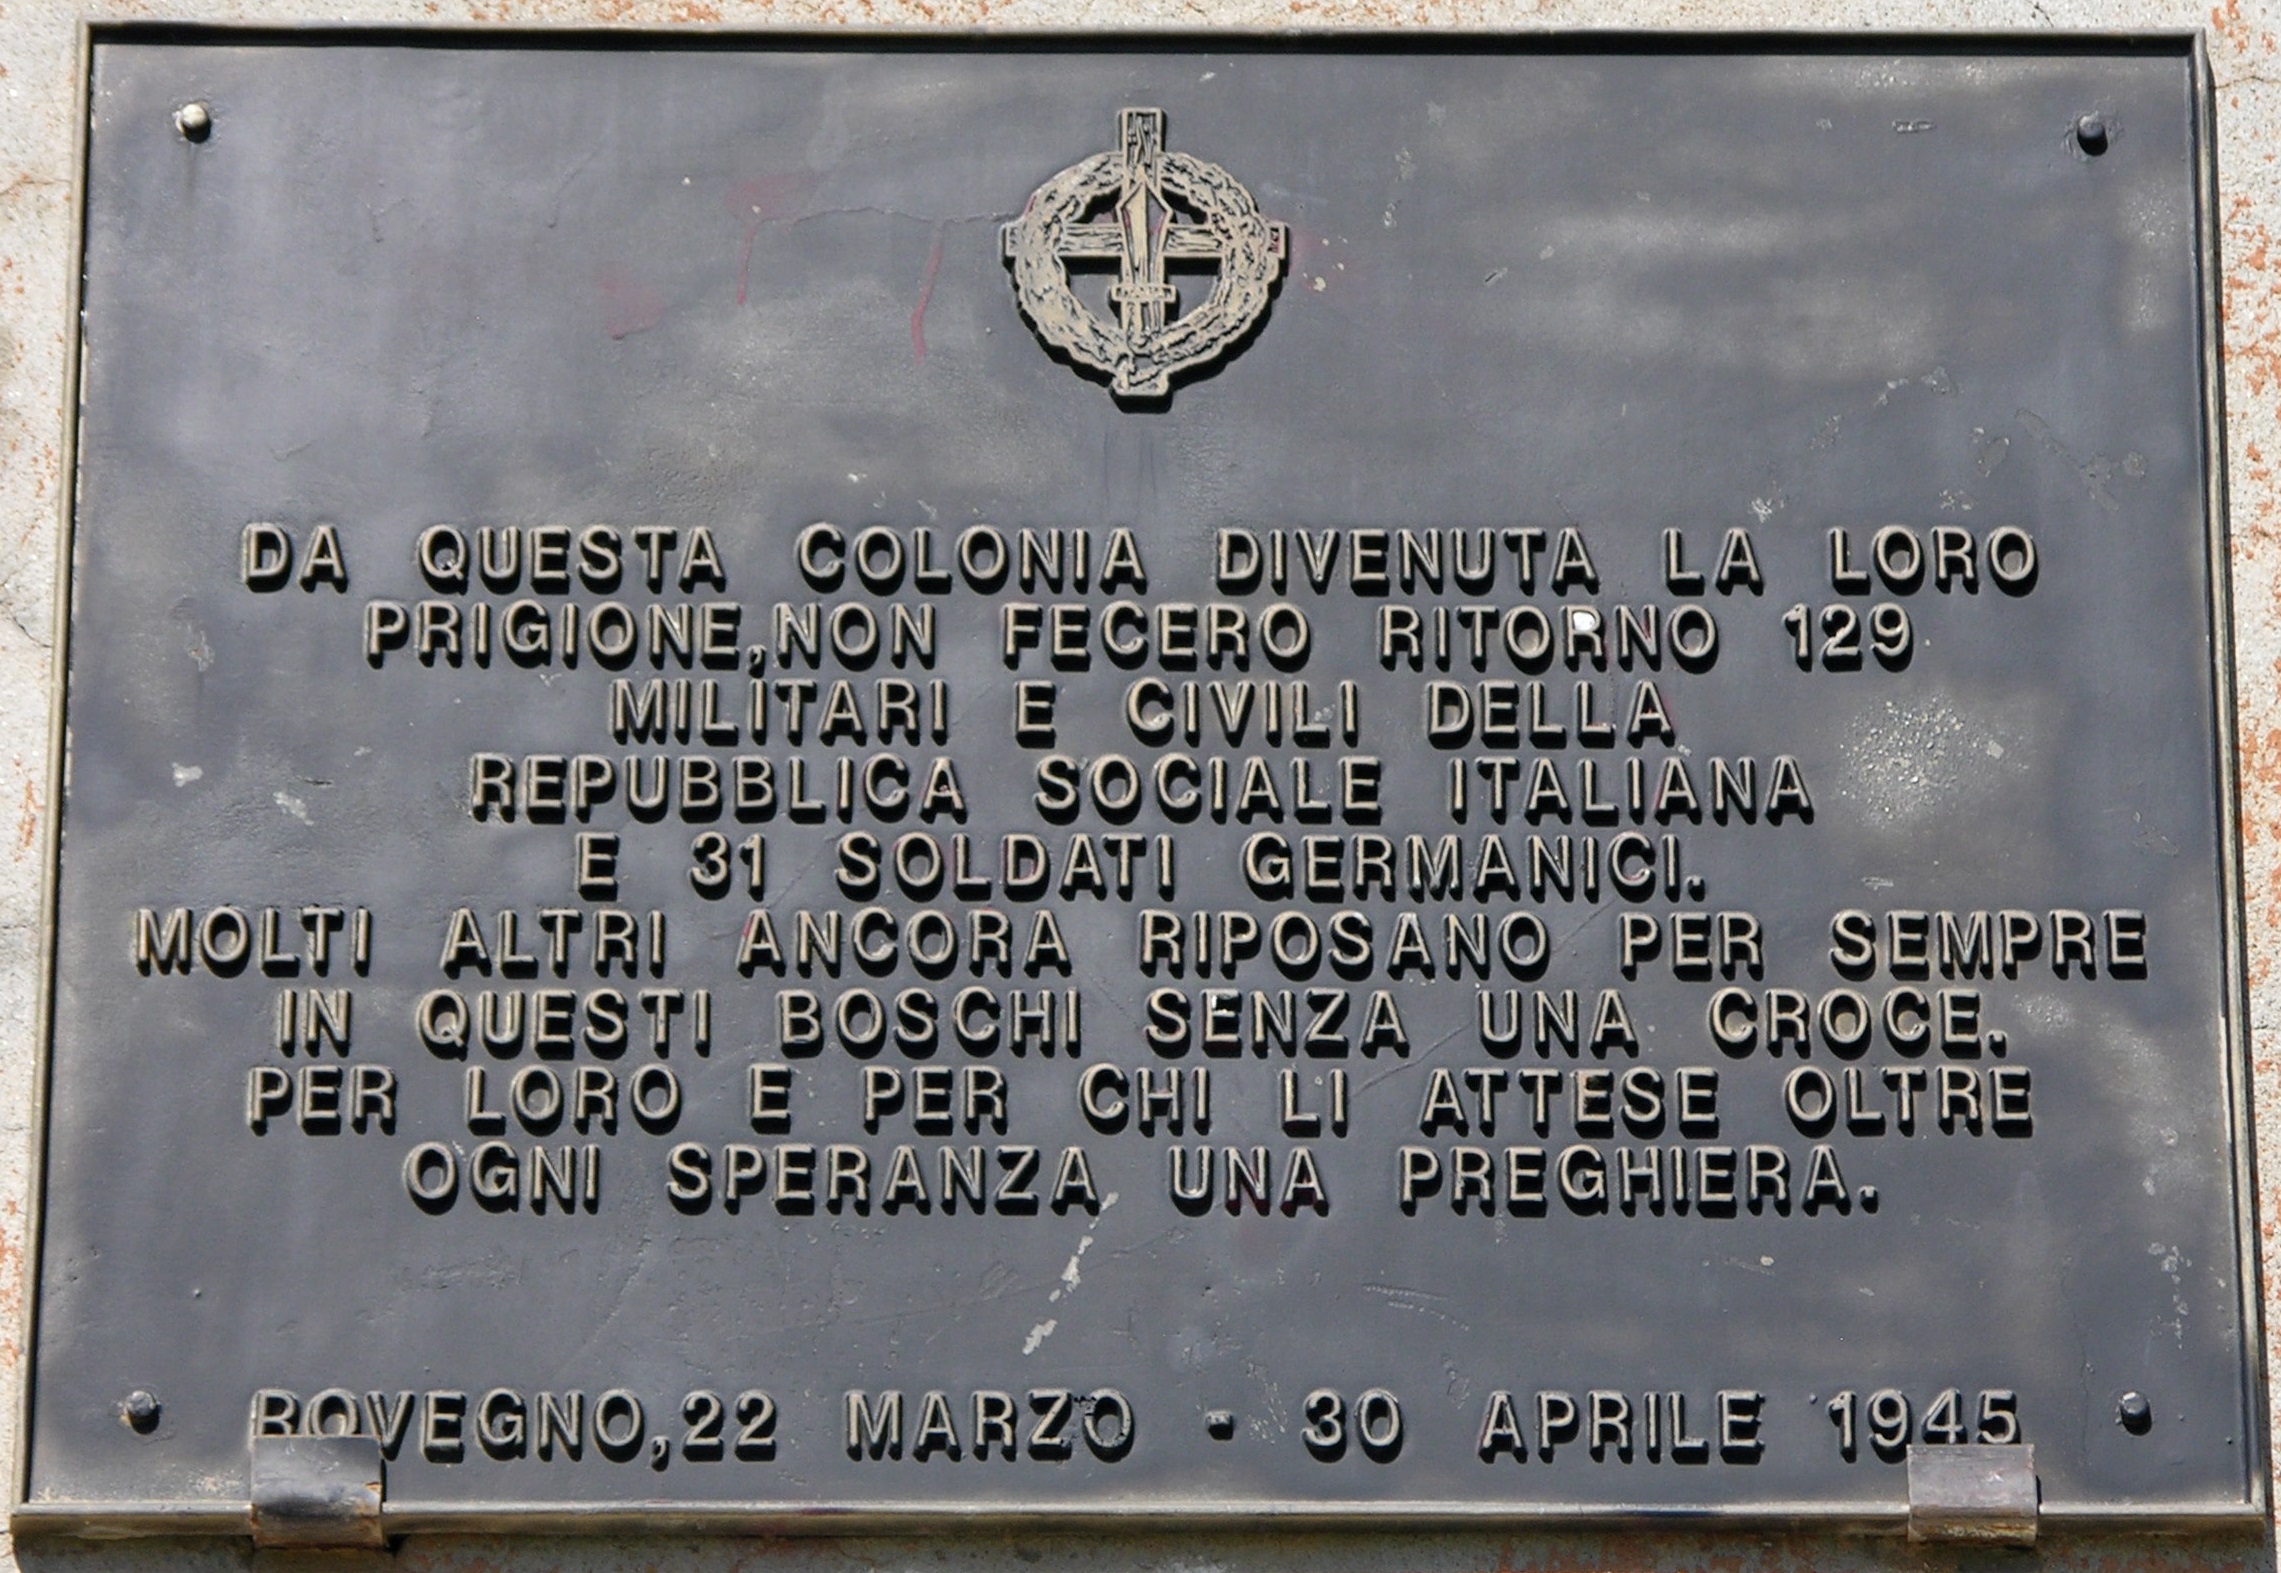 DA QUESTA COLONIA DIVENUTA LA LORO
PRIGIONE,NON FECERO RITORNO 129
MILITARI E CIVILI DELLA
REPUBBLICA SOCIALE ITALIANA
E 31 SOLDATI GERMANICI.
MOLTI ALTRI ANCORA RIPOSANO PER SEMPRE
IN QUESTI BOSCHI SENZA UNA CROCE.
PER LORO E PER CHI LI ATTESE OLTRE
OGNI SPERANZA UNA PREGHIERA.
ROVEGNO,22 MARZO - 30 APRILE 1945